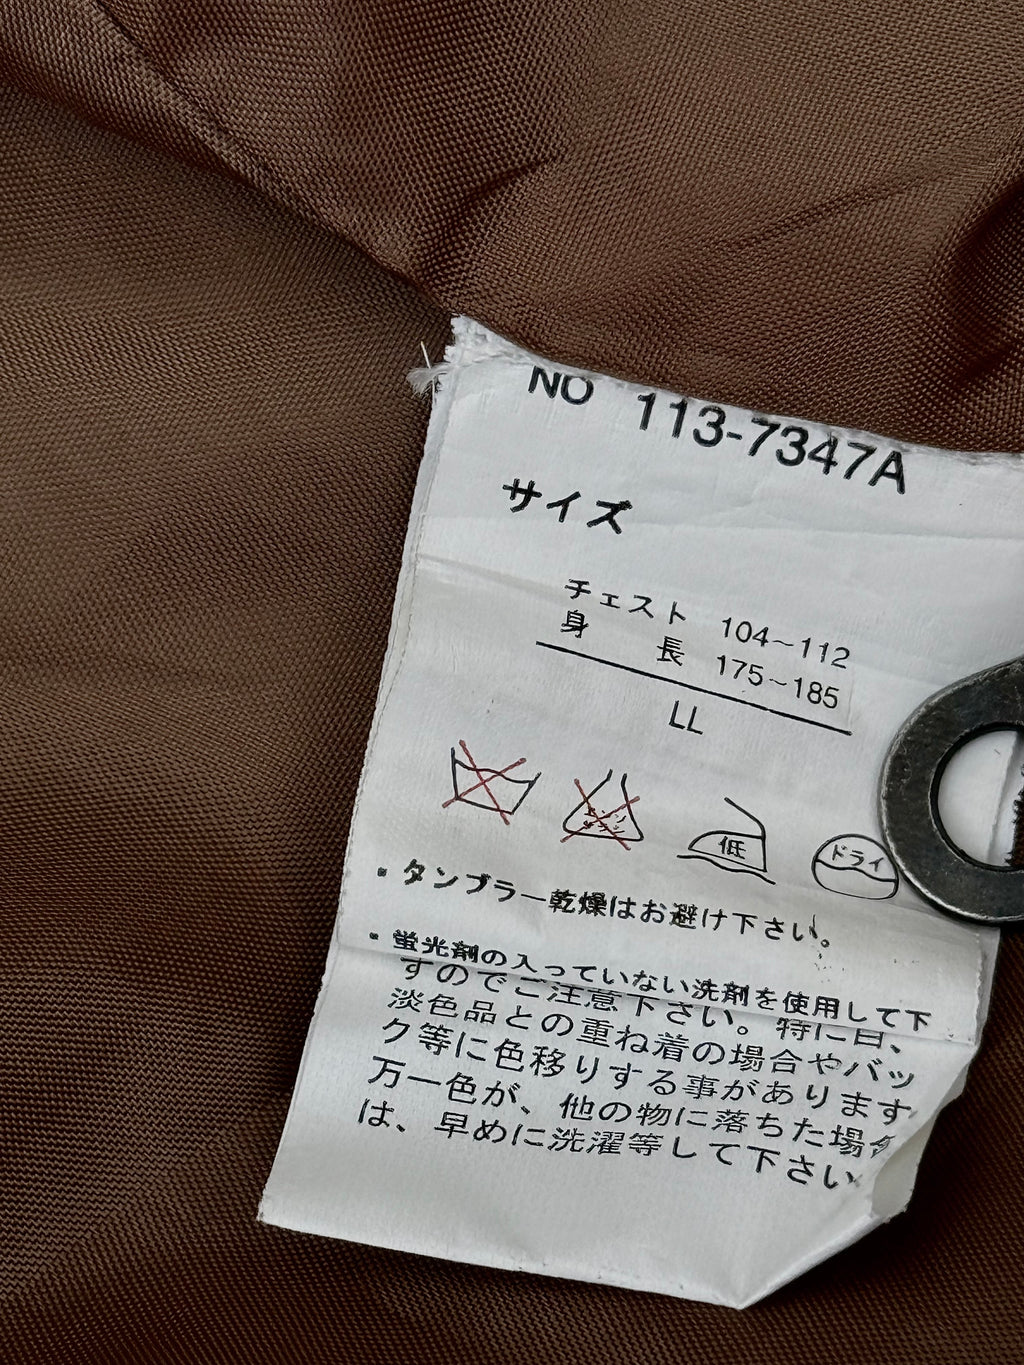 NO 113-7347A
サイズ
チェスト 104~112
身 長 175~185
LL
低
ドライ
・タンブラー乾燥はお避け下さい。
・蛍光剤の入っていない洗剤を使用して下
すのでご注意下さい。特に白、
淡色品との重ね着の場合やバッ
ク等に色移りする事があります
万一色が、他の物に落ちた場合
は、早めに洗濯等して下さい